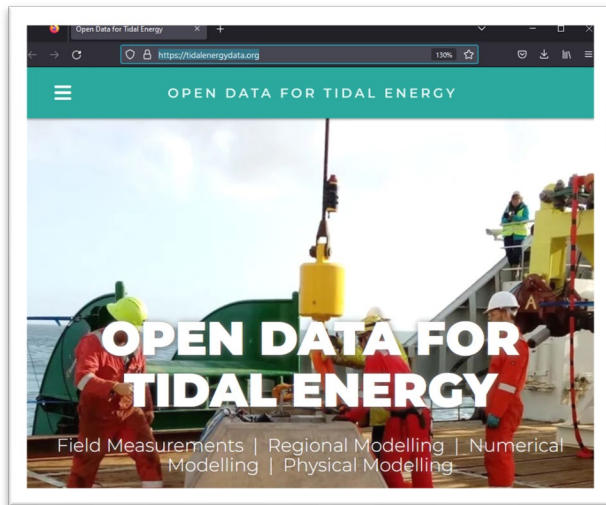 Open Data for Tidal Energy
https://tidalenergydata.org
130%
OPEN DATA FOR TIDAL ENERGY
OPEN DATA FOR
TIDAL ENERGY
Field Measurements | Regional Modelling | Numerical
Modelling | Physical Modelling
A